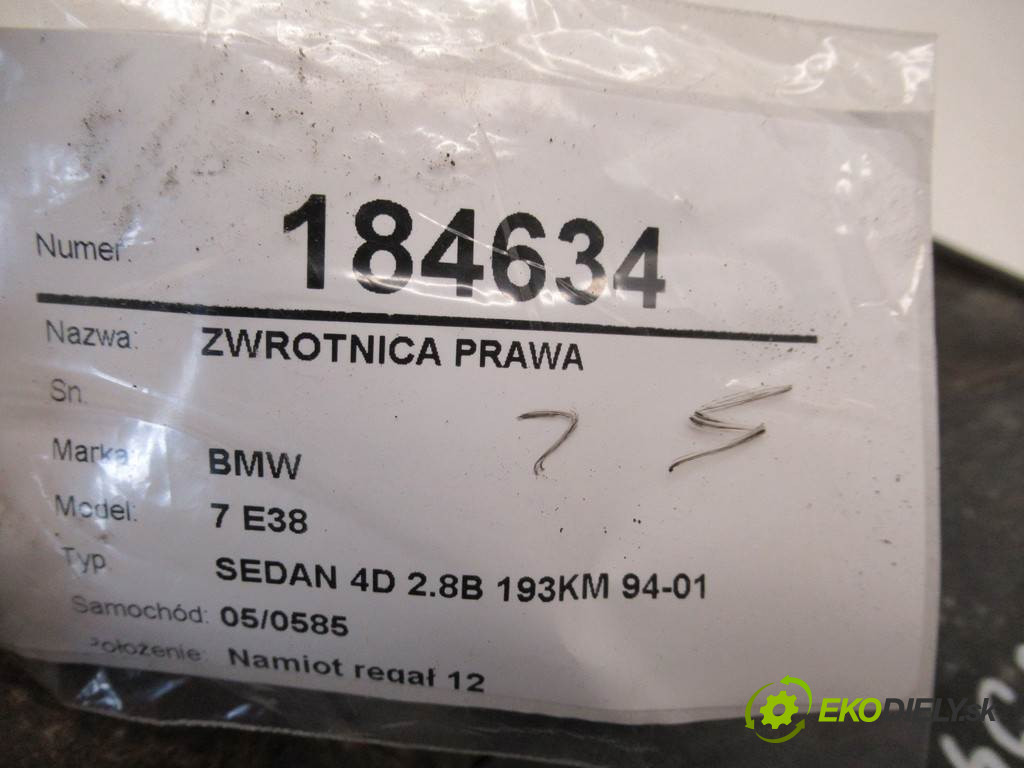 Numer: 184634
Nazwa: ZWROTNICA PRAWA
Sn.
Marka: BMW
Model: 7 E38
Typ: SEDAN 4D 2.8B 193KM 94-01
Samochód: 05/0585
Położenie: Namiot regał 12
75
EKODIELY.sk